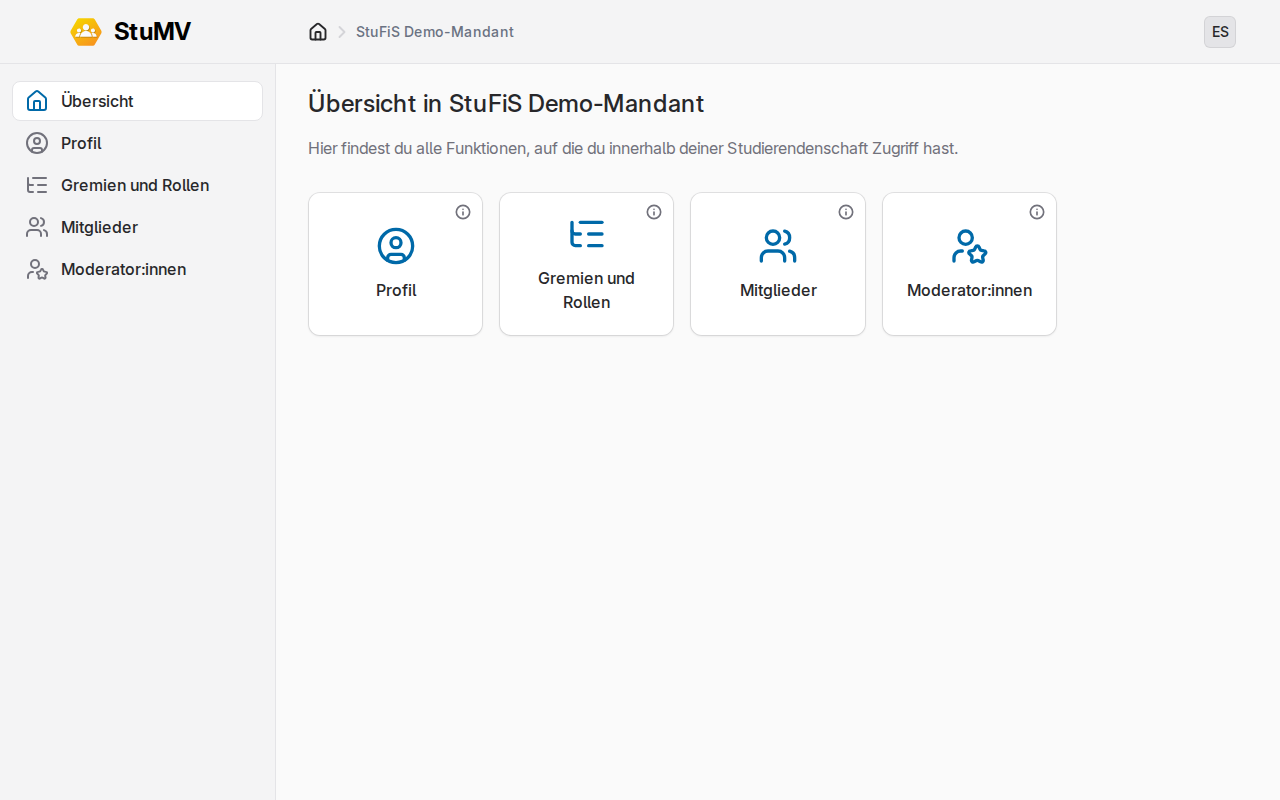 StuMV
StuFiS Demo-Mandant
ES
Übersicht
Profil
Gremien und Rollen
Mitglieder
Moderator:innen
Übersicht in StuFiS Demo-Mandant
Hier findest du alle Funktionen, auf die du innerhalb deiner Studierendenschaft Zugriff hast.
Profil
Gremien und
Rollen
Mitglieder
Moderator:innen